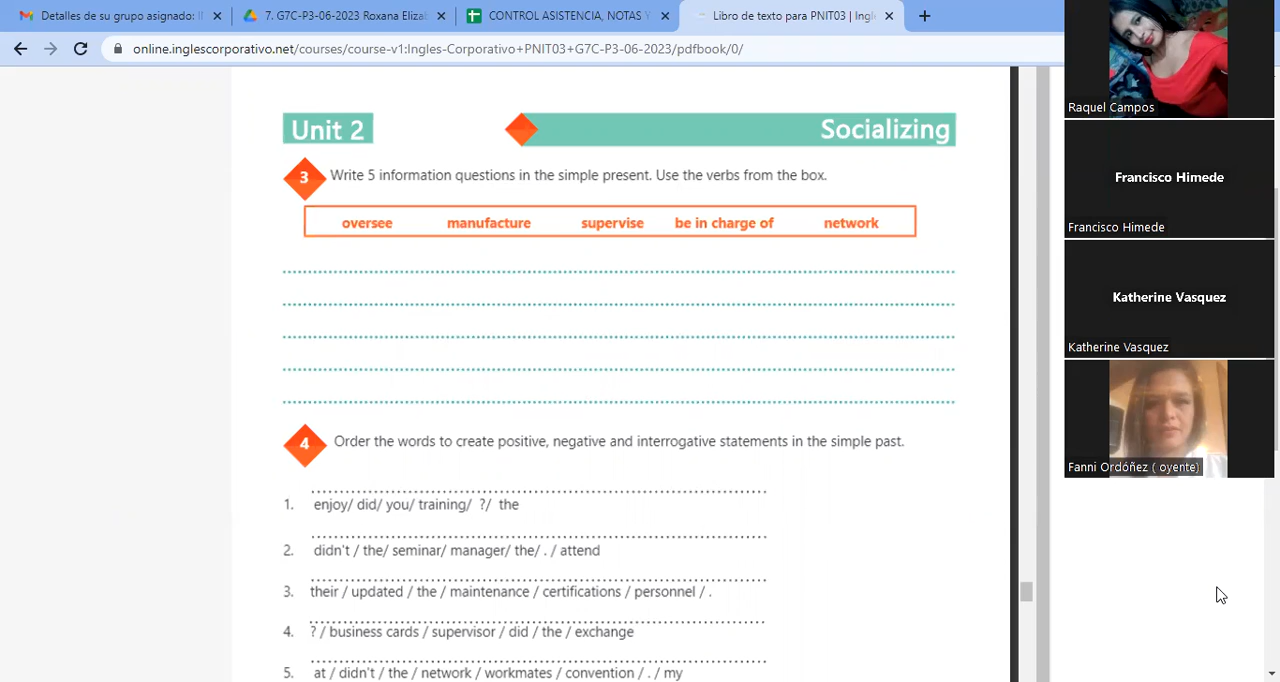 Detalles de su grupo asignado: II
7. G7C-P3-06-2023 Roxana Elizab
CONTROL ASISTENCIA, NOTAS Y
Libro de texto para PNIT03 | Ingle
online.inglescorporativo.net/courses/course-v1:Ingles-Corporativo+PNIT03+G7C-P3-06-2023/pdfbook/0/
Unit 2
Socializing
3 Write 5 information questions in the simple present. Use the verbs from the box.
oversee manufacture supervise be in charge of network
4 Order the words to create positive, negative and interrogative statements in the simple past.
1. enjoy/ did/ you/ training/ ?/ the
2. didn't / the/ seminar/ manager/ the/ . / attend
3. their / updated / the / maintenance / certifications / personnel / .
4. ? / business cards / supervisor / did / the / exchange
5. at / didn't / the / network / workmates / convention / . / my
Raquel Campos
Francisco Himede
Francisco Himede
Katherine Vasquez
Katherine Vasquez
Fanni Ordóñez ( oyente)